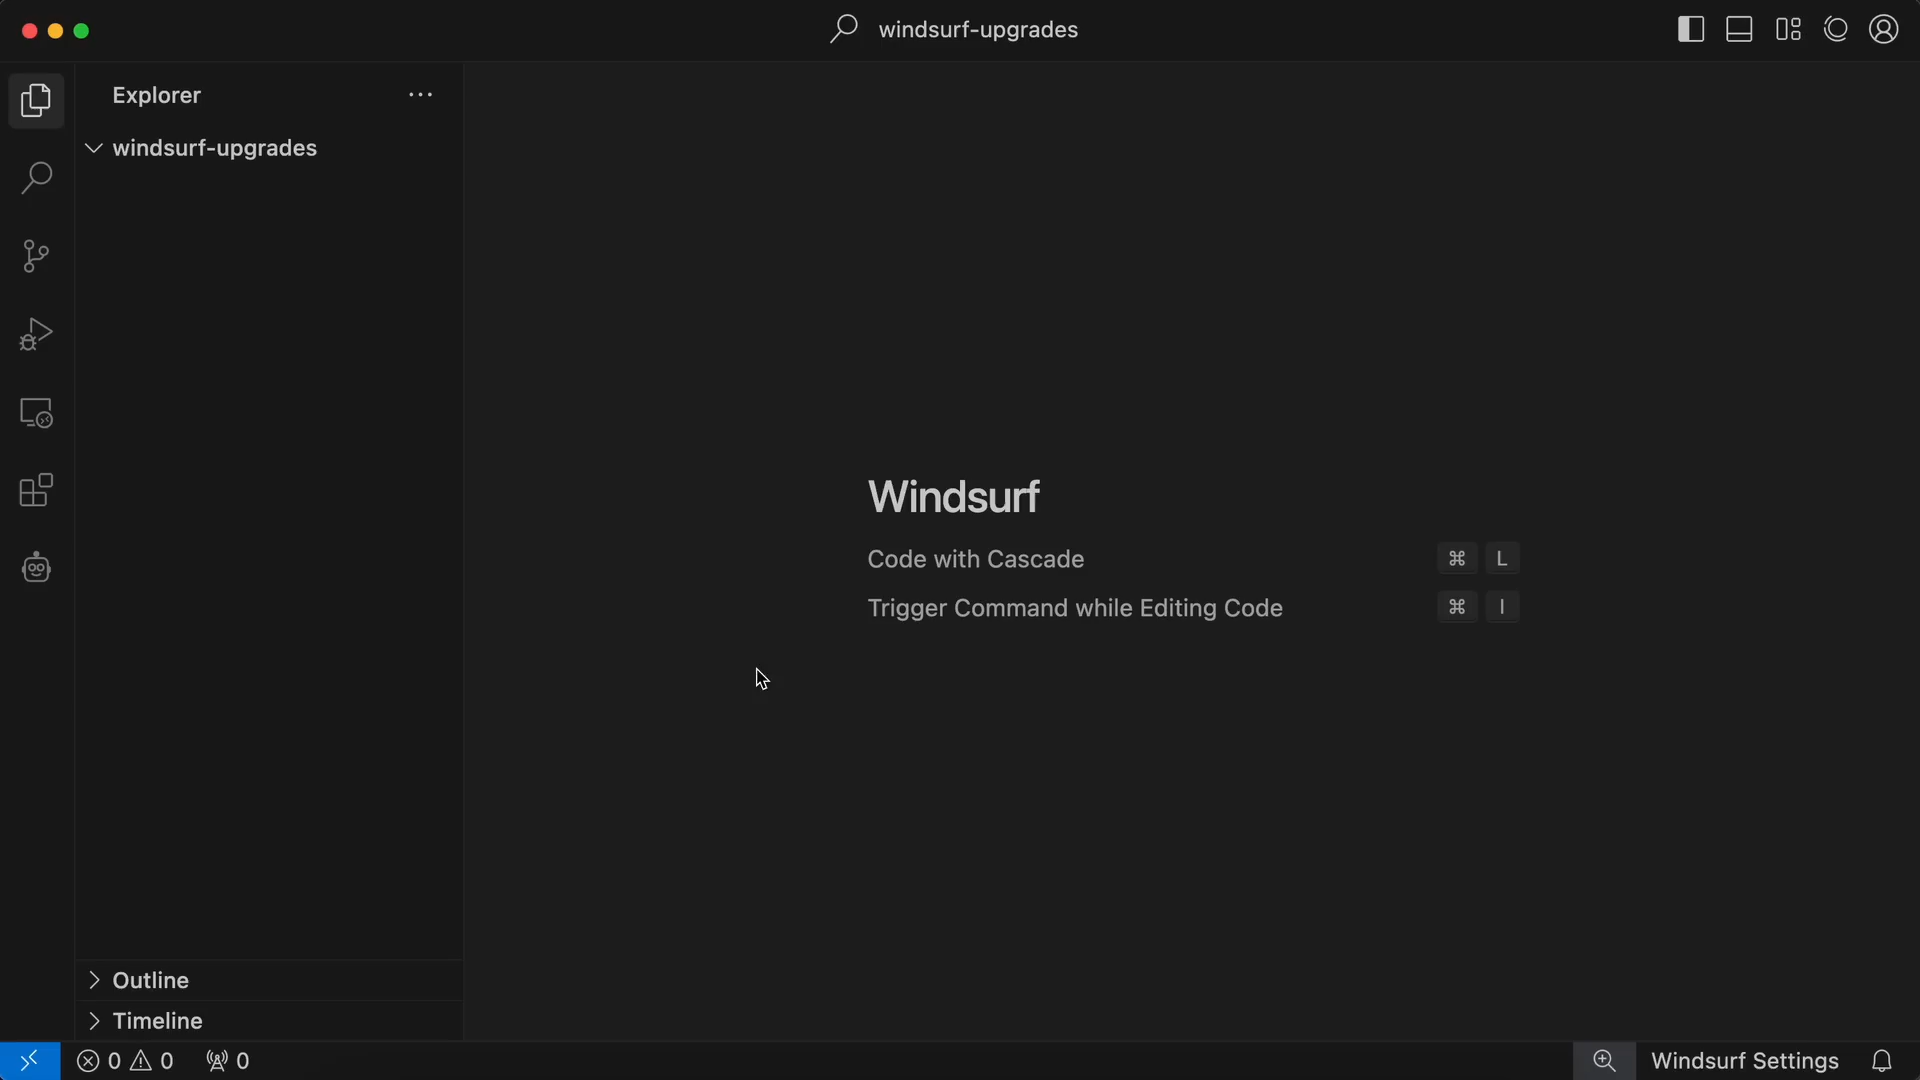 windsurf-upgrades
Explorer
windsurf-upgrades
Windsurf
Code with Cascade ⌘ L
Trigger Command while Editing Code ⌘ I
Outline
Timeline
0 0 0
Windsurf Settings